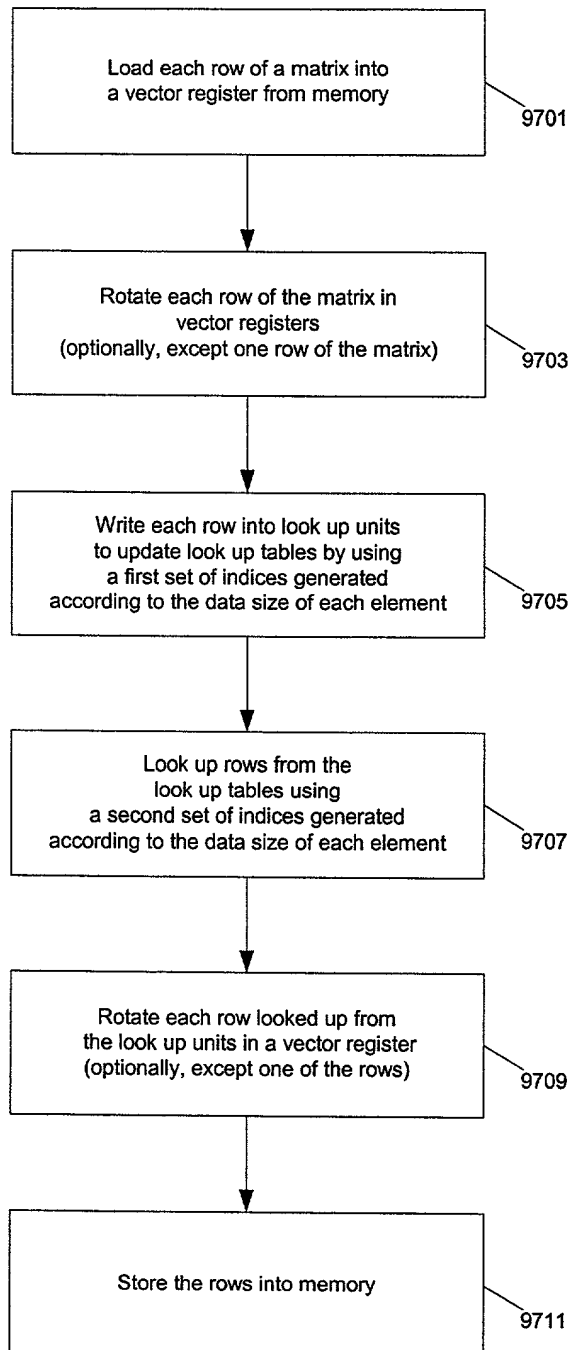 Load each row of a matrix into
a vector register from memory
9701
Rotate each row of the matrix in
vector registers
(optionally, except one row of the matrix)
9703
Write each row into look up units
to update look up tables by using
a first set of indices generated
according to the data size of each element
9705
Look up rows from the
look up tables using
a second set of indices generated
according to the data size of each element
9707
Rotate each row looked up from
the look up units in a vector register
(optionally, except one of the rows)
9709
Store the rows into memory
9711